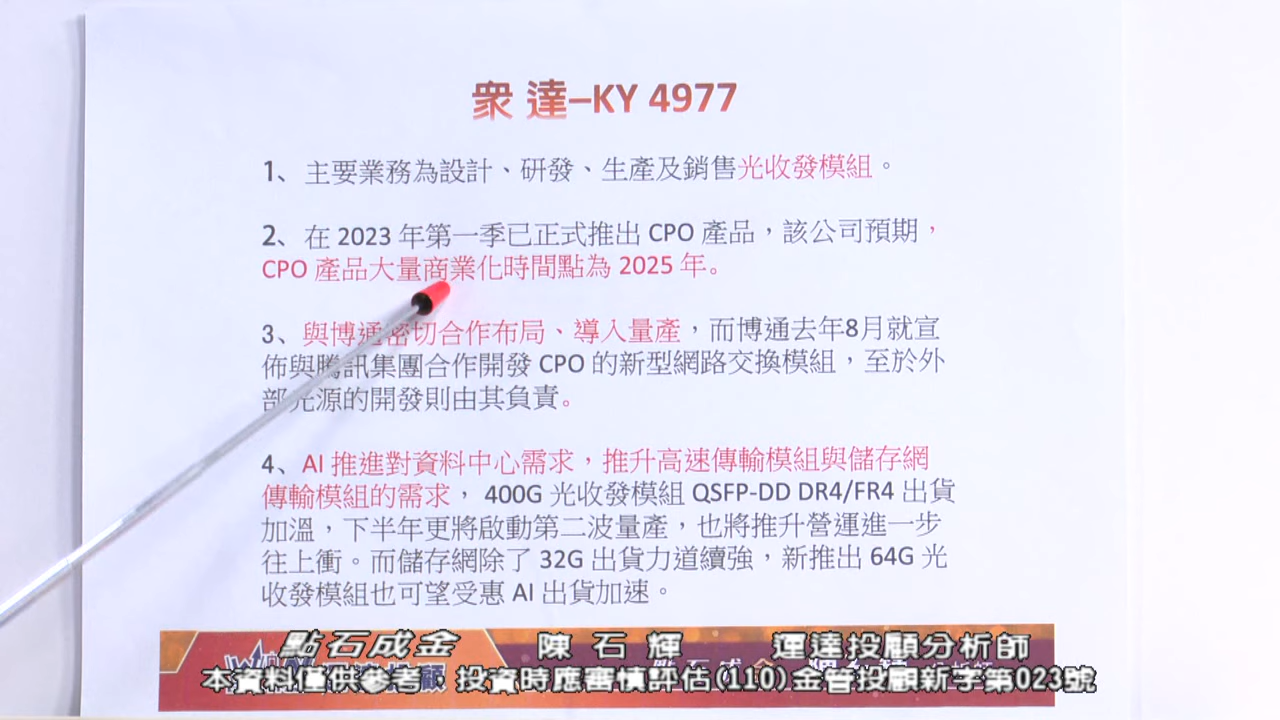 眾 達–KY 4977
1、主要業務為設計、研發、生產及銷售光收發模組。
2、在 2023 年第一季已正式推出 CPO 產品，該公司預期，
CPO 產品大量商業化時間點為 2025 年。
3、與博通密切合作布局、導入量產，而博通去年8月就宣
佈與騰訊集團合作開發 CPO 的新型網路交換模組，至於外
部光源的開發則由其負責。
4、AI 推進對資料中心需求，推升高速傳輸模組與儲存網
傳輸模組的需求， 400G 光收發模組 QSFP-DD DR4/FR4 出貨
加溫，下半年更將啟動第二波量產，也將推升營運進一步
往上衝。而儲存網除了 32G 出貨力道續強，新推出 64G 光
收發模組也可望受惠 AI 出貨加速。
點石成金 陳 石 輝 運達投顧分析師
本資料僅供參考，投資時應審慎評估(110)金管投顧新字第023號